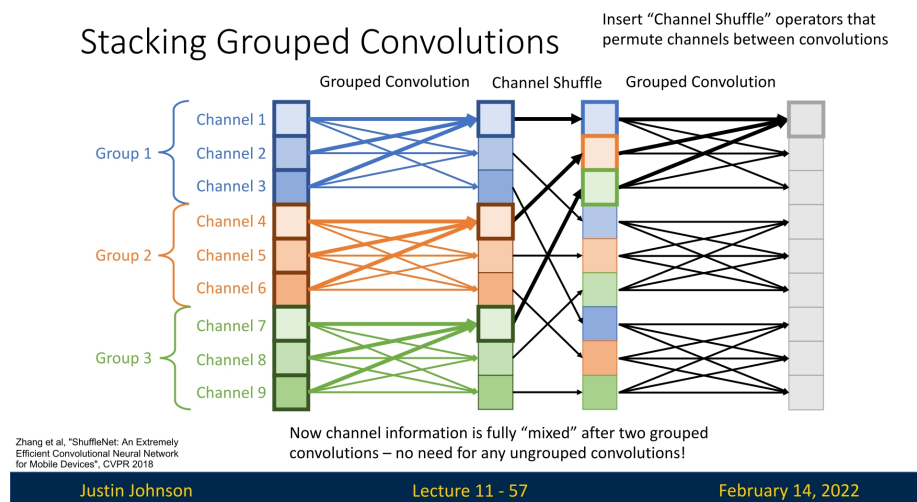 Stacking Grouped Convolutions
Insert “Channel Shuffle” operators that
permute channels between convolutions
Grouped Convolution
Channel Shuffle
Grouped Convolution
Group 1
Channel 1
Channel 2
Channel 3
Group 2
Channel 4
Channel 5
Channel 6
Group 3
Channel 7
Channel 8
Channel 9
Now channel information is fully “mixed” after two grouped
convolutions – no need for any ungrouped convolutions!
Zhang et al, "ShuffleNet: An Extremely
Efficient Convolutional Neural Network
for Mobile Devices", CVPR 2018
Justin Johnson
Lecture 11 - 57
February 14, 2022